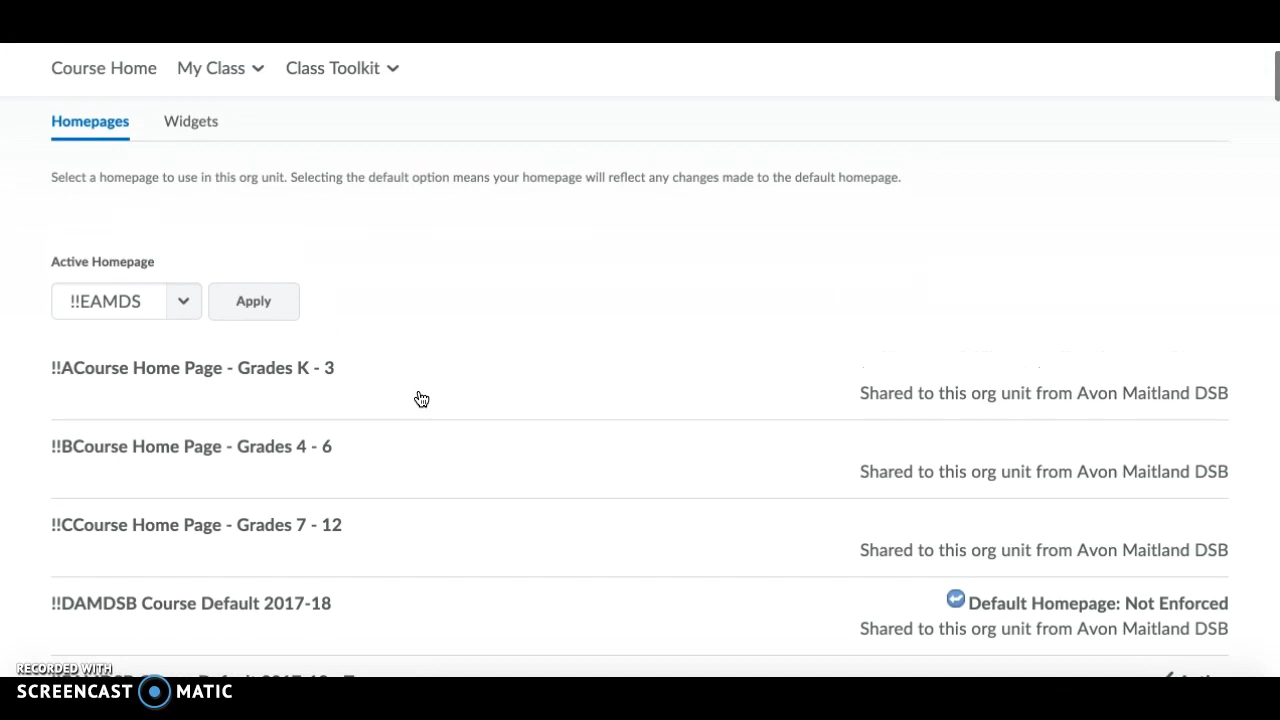 Course Home My Class Class Toolkit
Homepages Widgets
Select a homepage to use in this org unit. Selecting the default option means your homepage will reflect any changes made to the default homepage.
Active Homepage
!!EAMDS Apply
!!ACourse Home Page - Grades K - 3
Shared to this org unit from Avon Maitland DSB
!!BCourse Home Page - Grades 4 - 6
Shared to this org unit from Avon Maitland DSB
!!CCourse Home Page - Grades 7 - 12
Shared to this org unit from Avon Maitland DSB
!!DAMDSB Course Default 2017-18 Default Homepage: Not Enforced
Shared to this org unit from Avon Maitland DSB
RECORDED WITH
SCREENCAST MATIC